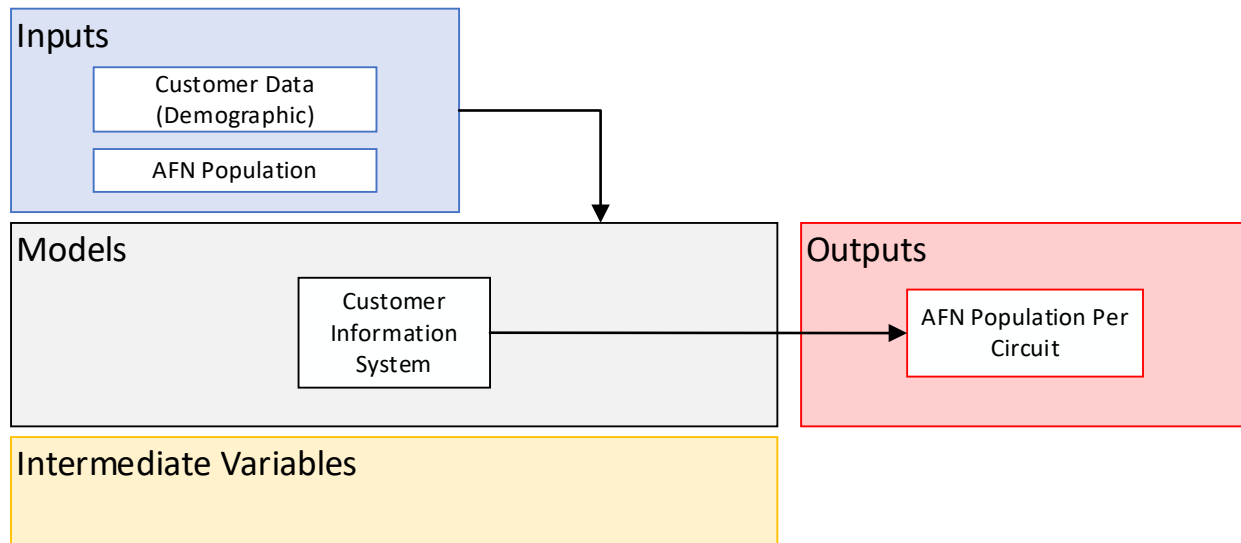 Inputs
Customer Data
(Demographic)
AFN Population
Models
Customer
Information
System
Outputs
AFN Population Per
Circuit
Intermediate Variables